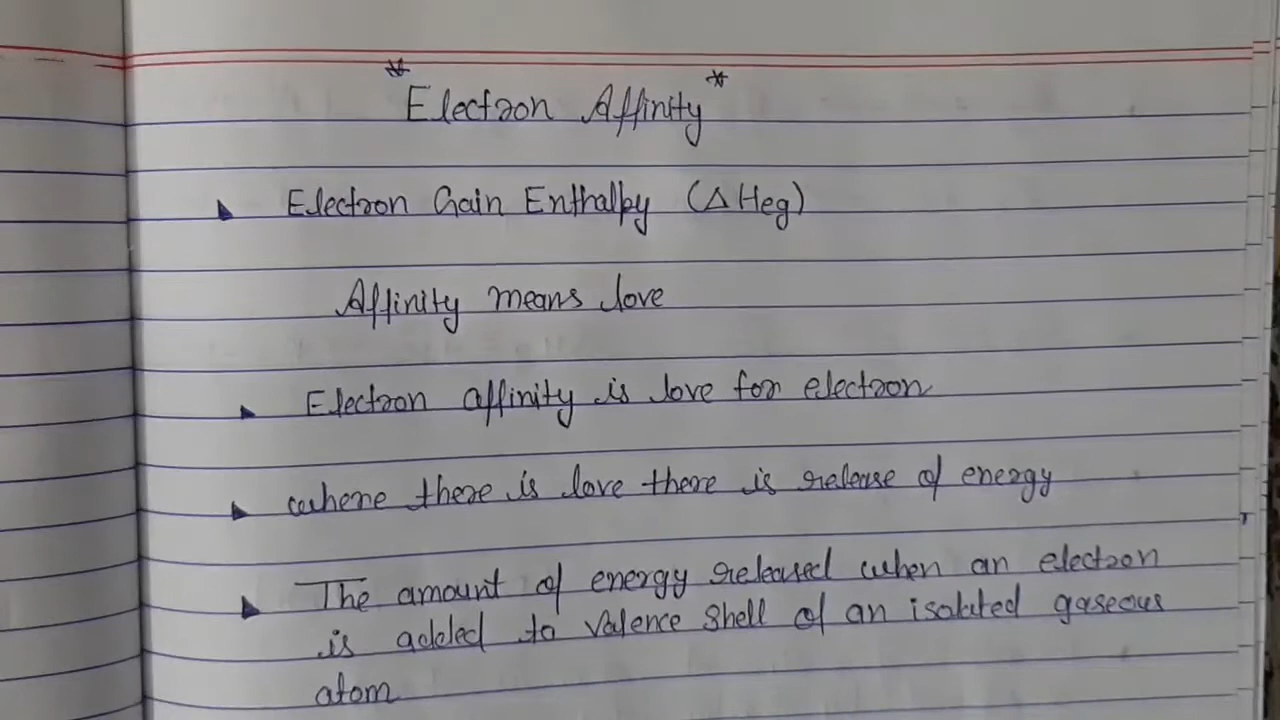 * Electron Affinity *
▶ Electron Gain Enthalpy (ΔHeg)
Affinity means love
▶ Electron affinity is love for electron
▶ where there is love there is release of energy
▶ The amount of energy released when an electron
is added to valence shell of an isolated gaseous
atom